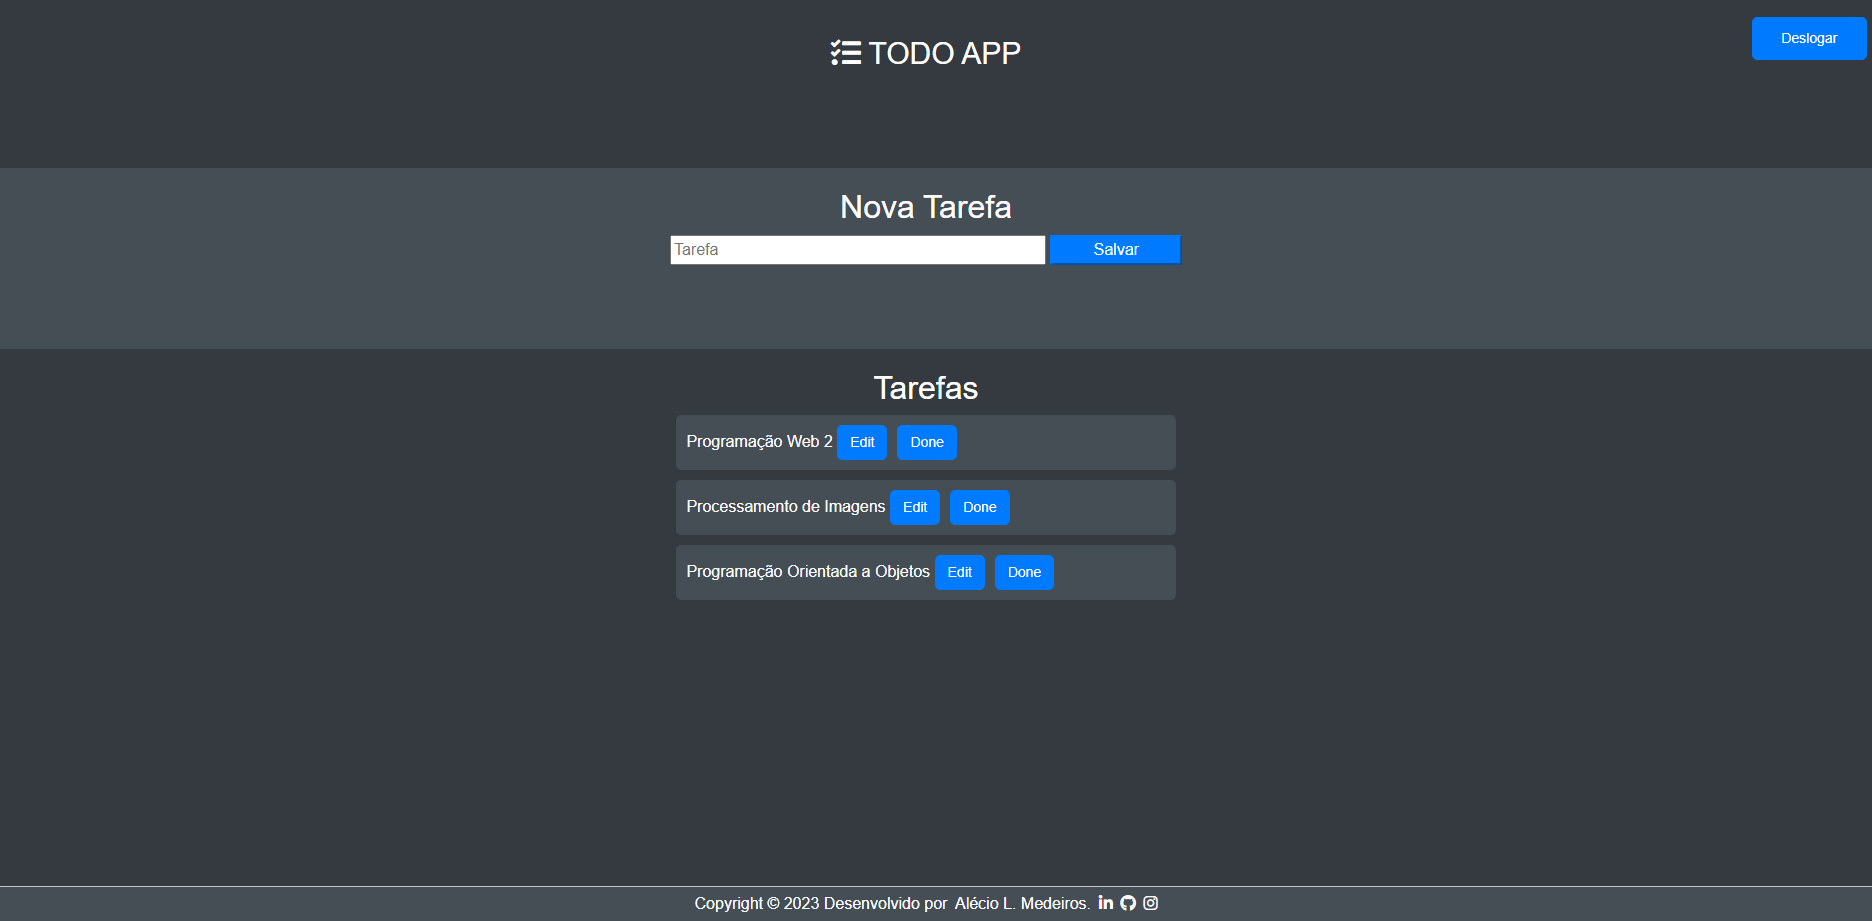 TODO APP
Deslogar
Nova Tarefa
Tarefa Salvar
Tarefas
Programação Web 2 Edit Done
Processamento de Imagens Edit Done
Programação Orientada a Objetos Edit Done
Copyright © 2023 Desenvolvido por Alécio L. Medeiros.